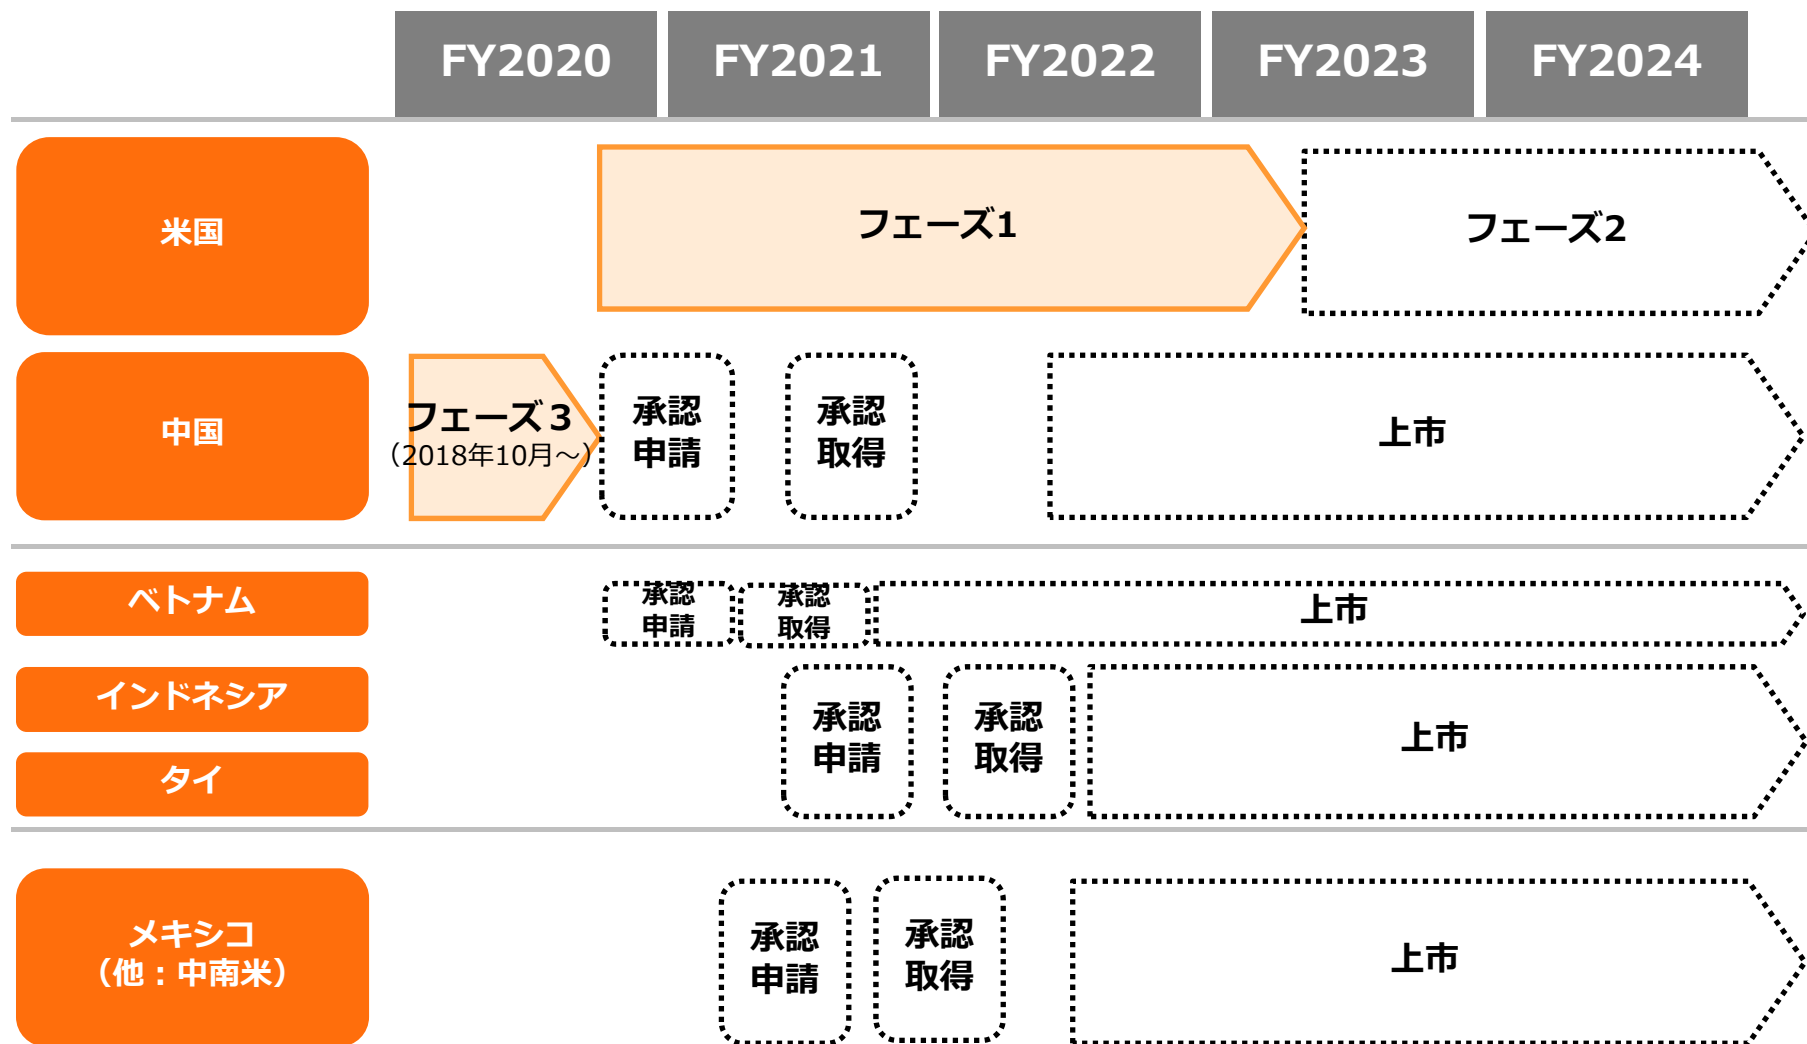 FY2020
FY2021
FY2022
FY2023
FY2024
米国
フェーズ1
フェーズ2
中国
フェーズ３
（2018年10月～）
承認
申請
承認
取得
上市
ベトナム
承認
申請
承認
取得
上市
インドネシア
タイ
承認
申請
承認
取得
上市
メキシコ
（他：中南米）
承認
申請
承認
取得
上市